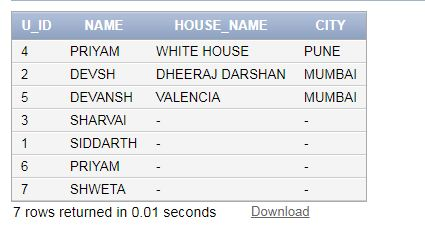 U_ID NAME HOUSE_NAME CITY
4 PRIYAM WHITE HOUSE PUNE
2 DEVSH DHEERAJ DARSHAN MUMBAI
5 DEVANSH VALENCIA MUMBAI
3 SHARVAI - -
1 SIDDARTH - -
6 PRIYAM - -
7 SHWETA - -
7 rows returned in 0.01 seconds Download